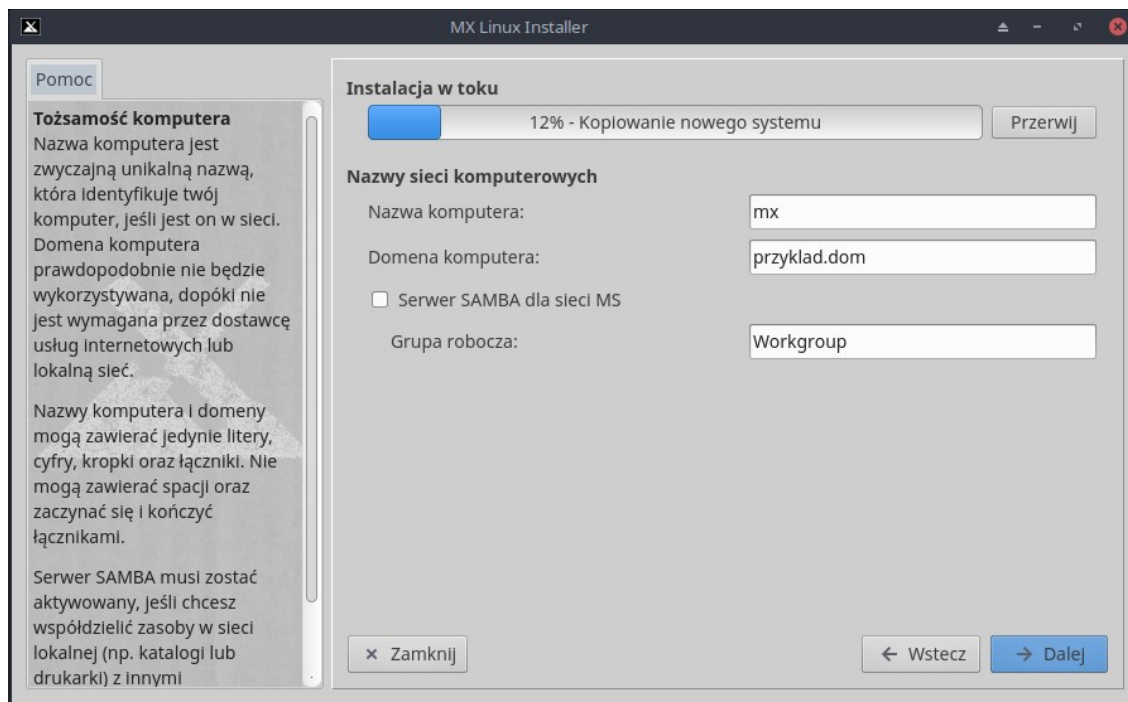 MX Linux Installer
Pomoc
Tożsamość komputera
Nazwa komputera jest
zwyczajną unikalną nazwą,
która identyfikuje twój
komputer, jeśli jest on w sieci.
Domena komputera
prawdopodobnie nie będzie
wykorzystywana, dopóki nie
jest wymagana przez dostawcę
usług internetowych lub
lokalną sieć.
Nazwy komputera i domeny
mogą zawierać jedynie litery,
cyfry, kropki oraz łączniki. Nie
mogą zawierać spacji oraz
zaczynać się i kończyć
łącznikami.
Serwer SAMBA musi zostać
aktywowany, jeśli chcesz
współdzielić zasoby w sieci
lokalnej (np. katalogi lub
drukarki) z innymi
Instalacja w toku
12% - Kopiowanie nowego systemu
Przerwij
Nazwy sieci komputerowych
Nazwa komputera: mx
Domena komputera: przyklad.dom
Serwer SAMBA dla sieci MS
Grupa robocza: Workgroup
Zamknij
Wstecz
Dalej